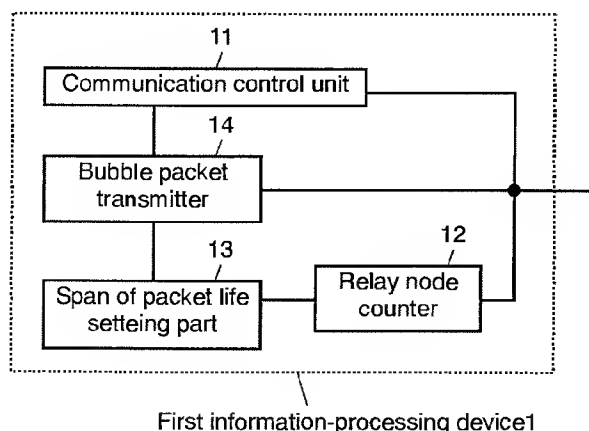 11
Communication control unit
14
Bubble packet
transmitter
13
Span of packet life
setteing part
12
Relay node
counter
First information-processing device1